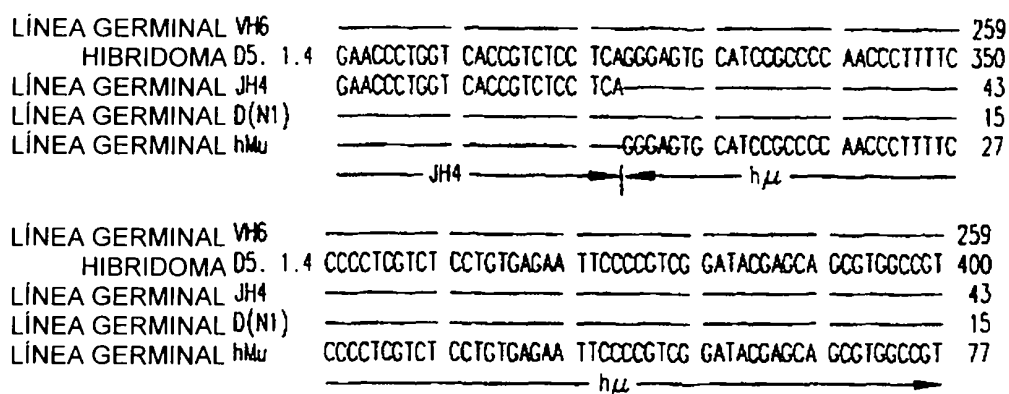 LÍNEA GERMINAL VH6 —— —— —— —— —— 259
HIBRIDOMA D5. 1.4 GAACCCTGGT CACCGTCTCC TCAGGGAGTG CATCCGCCCC AACCCTTTTC 350
LÍNEA GERMINAL JH4 GAACCCTGGT CACCGTCTCC TCA—— —— —— 43
LÍNEA GERMINAL D(N1) —— —— —— —— —— 15
LÍNEA GERMINAL hMu —— —— ——GGGAGTG CATCCGCCCC AACCCTTTTC 27
JH4 hμ
LÍNEA GERMINAL VH6 —— —— —— —— —— 259
HIBRIDOMA D5. 1.4 CCCCTCGTCT CCTGTGAGAA TTCCCCGTCG GATACGAGCA GCGTGGCCGT 400
LÍNEA GERMINAL JH4 —— —— —— —— —— 43
LÍNEA GERMINAL D(N1) —— —— —— —— —— 15
LÍNEA GERMINAL hMu CCCCTCGTCT CCTGTGAGAA TTCCCCGTCG GATACGAGCA GCGTGGCCGT 77
hμ